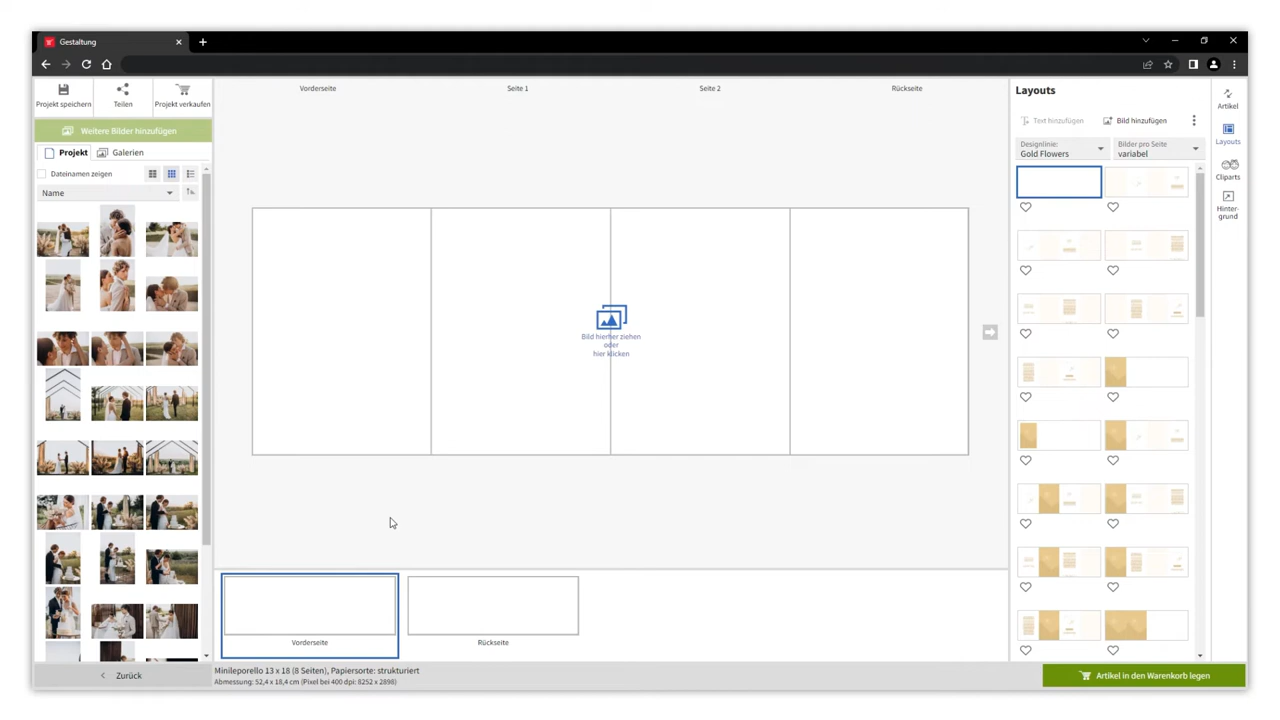 Gestaltung
Projekt speichern
Teilen
Projekt verkaufen
Weitere Bilder hinzufügen
Projekt
Galerien
Dateinamen zeigen
Name
Vorderseite
Seite 1
Seite 2
Rückseite
Bild hierher ziehen
oder
hier klicken
Vorderseite
Rückseite
Layouts
Text hinzufügen
Bild hinzufügen
Designlinie:
Gold Flowers
Bilder pro Seite
variabel
Artikel
Layouts
Cliparts
Hinter-
grund
Zurück
Minileporello 13 x 18 (8 Seiten), Papiersorte: strukturiert
Abmessung: 52,4 x 18,4 cm (Pixel bei 400 dpi: 8252 x 2898)
Artikel in den Warenkorb legen